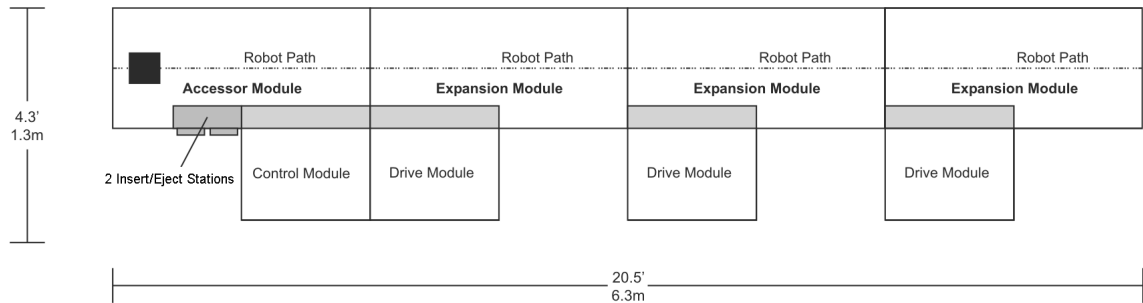 Robot Path
Robot Path
Robot Path
Robot Path
Accessor Module
Expansion Module
Expansion Module
Expansion Module
4.3’
1.3m
2 Insert/Eject Stations
Control Module
Drive Module
Drive Module
Drive Module
20.5’
6.3m